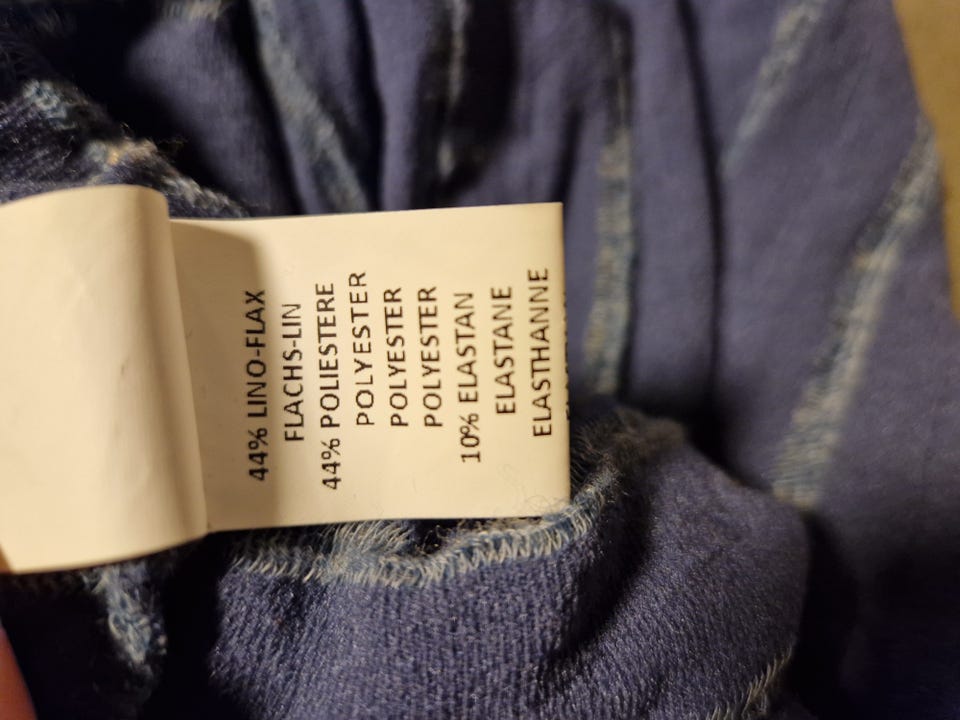 44% LINO-FLAX
FLACHS-LIN
44% POLIESTERE
POLYESTER
POLYESTER
POLYESTER
10% ELASTAN
ELASTANE
ELASTHANNE